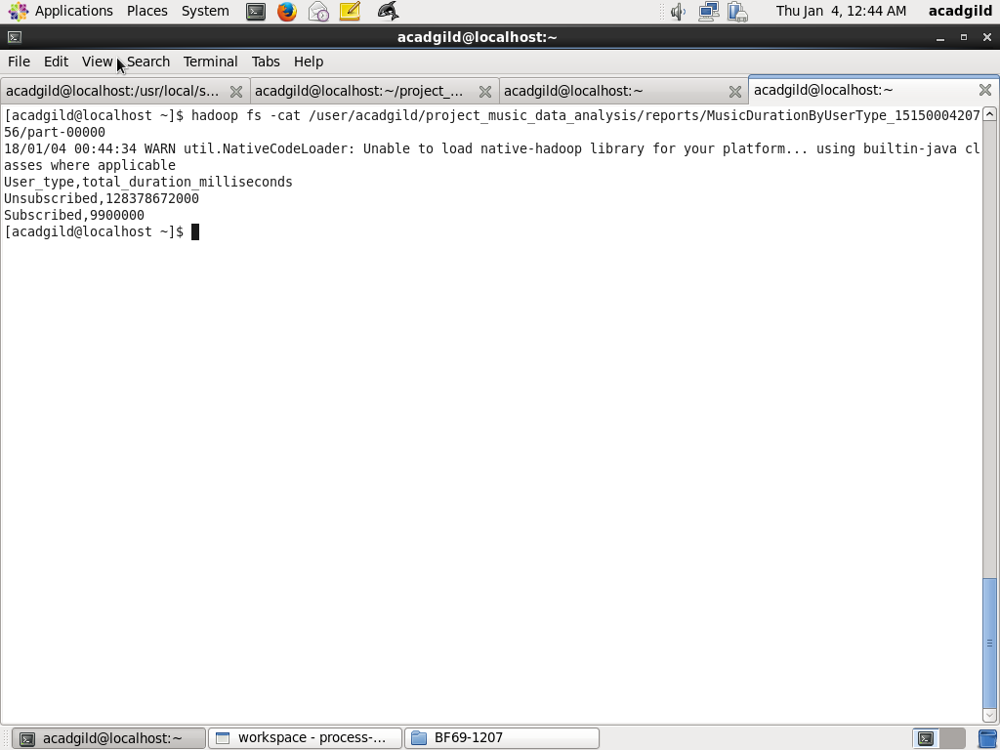 Applications Places System Thu Jan 4, 12:44 AM acadgild
acadgild@localhost:~
File Edit View Search Terminal Tabs Help
acadgild@localhost:/usr/local/s... acadgild@localhost:~/project_... acadgild@localhost:~ acadgild@localhost:~
[acadgild@localhost ~]$ hadoop fs -cat /user/acadgild/project_music_data_analysis/reports/MusicDurationByUserType_15150004207
56/part-00000
18/01/04 00:44:34 WARN util.NativeCodeLoader: Unable to load native-hadoop library for your platform... using builtin-java cl
asses where applicable
User_type,total_duration_milliseconds
Unsubscribed,128378672000
Subscribed,9900000
[acadgild@localhost ~]$
acadgild@localhost:~ workspace - process-... BF69-1207